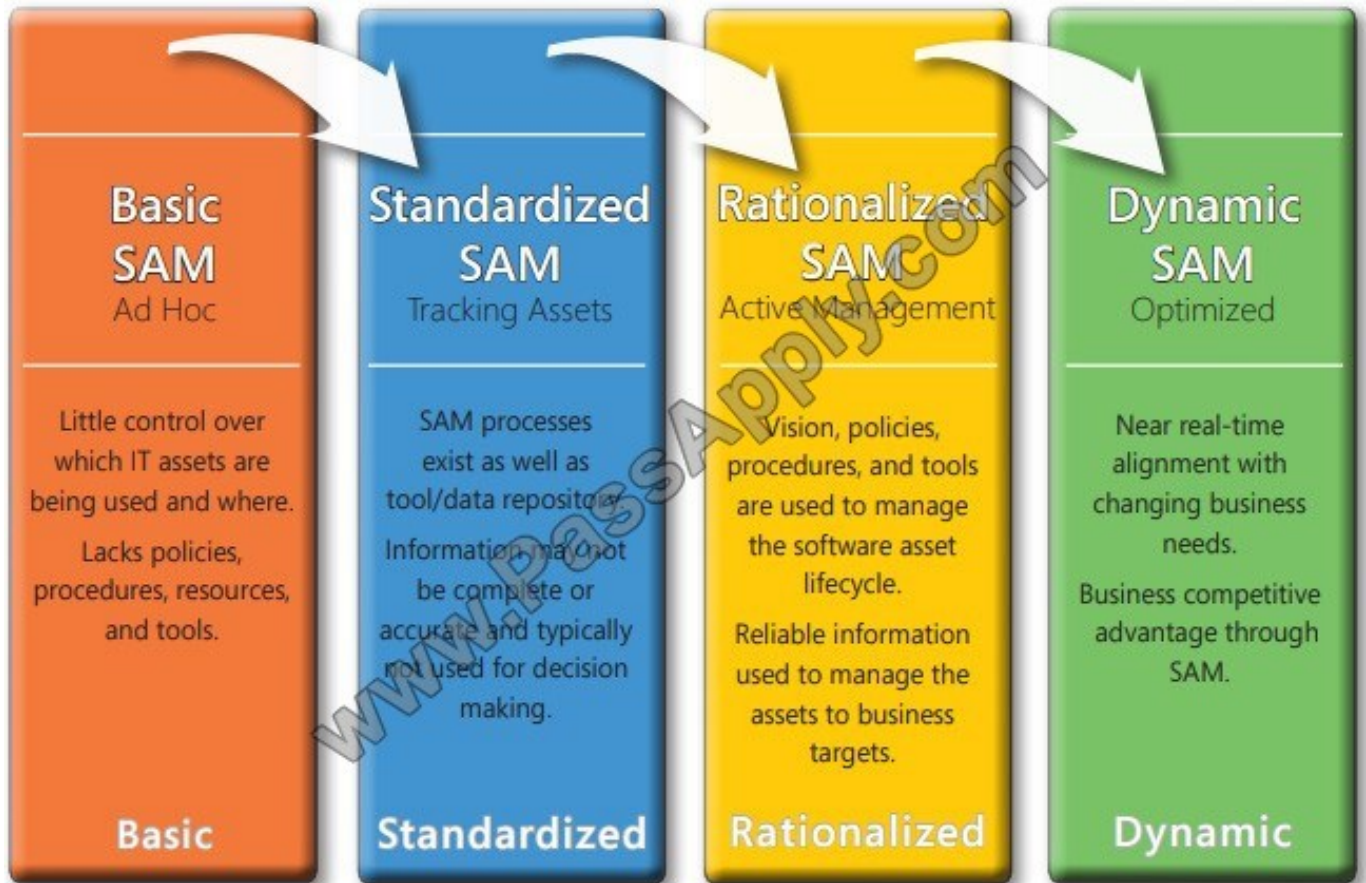 Basic
SAM
Ad Hoc
Little control over
which IT assets are
being used and where.
Lacks policies,
procedures, resources,
and tools.
Basic
Standardized
SAM
Tracking Assets
SAM processes
exist as well as
tool/data repository
Information may not
be complete or
accurate and typically
not used for decision
making.
Standardized
Rationalized
SAM
Active Management
Vision, policies,
procedures, and tools
are used to manage
the software asset
lifecycle.
Reliable information
used to manage the
assets to business
targets.
Rationalized
Dynamic
SAM
Optimized
Near real-time
alignment with
changing business
needs.
Business competitive
advantage through
SAM.
Dynamic
www.PassApply.com